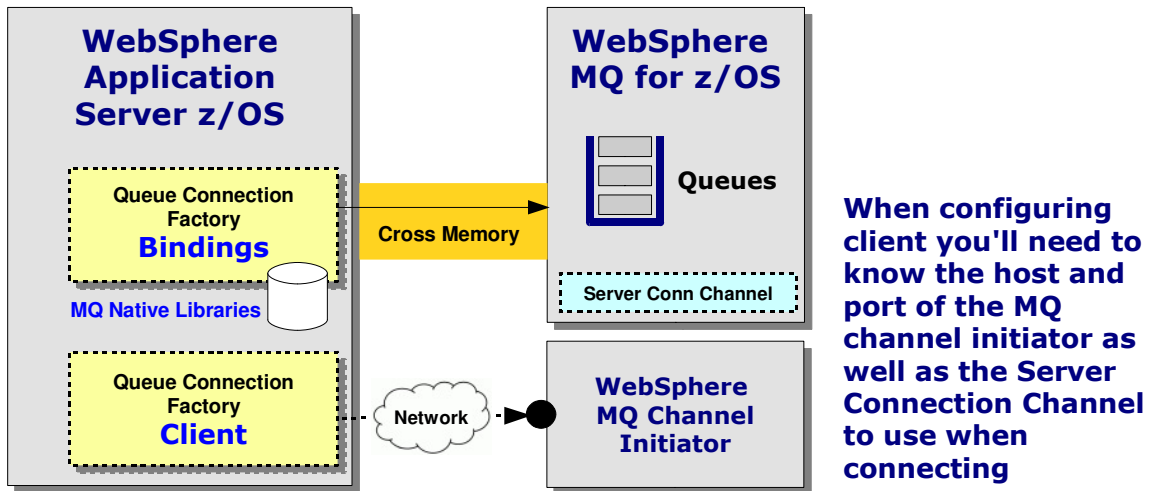 WebSphere
Application
Server z/OS
Queue Connection
Factory
Bindings
MQ Native Libraries
Queue Connection
Factory
Client
Cross Memory
Network
WebSphere
MQ for z/OS
Queues
Server Conn Channel
WebSphere
MQ Channel
Initiator
When configuring
client you'll need to
know the host and
port of the MQ
channel initiator as
well as the Server
Connection Channel
to use when
connecting